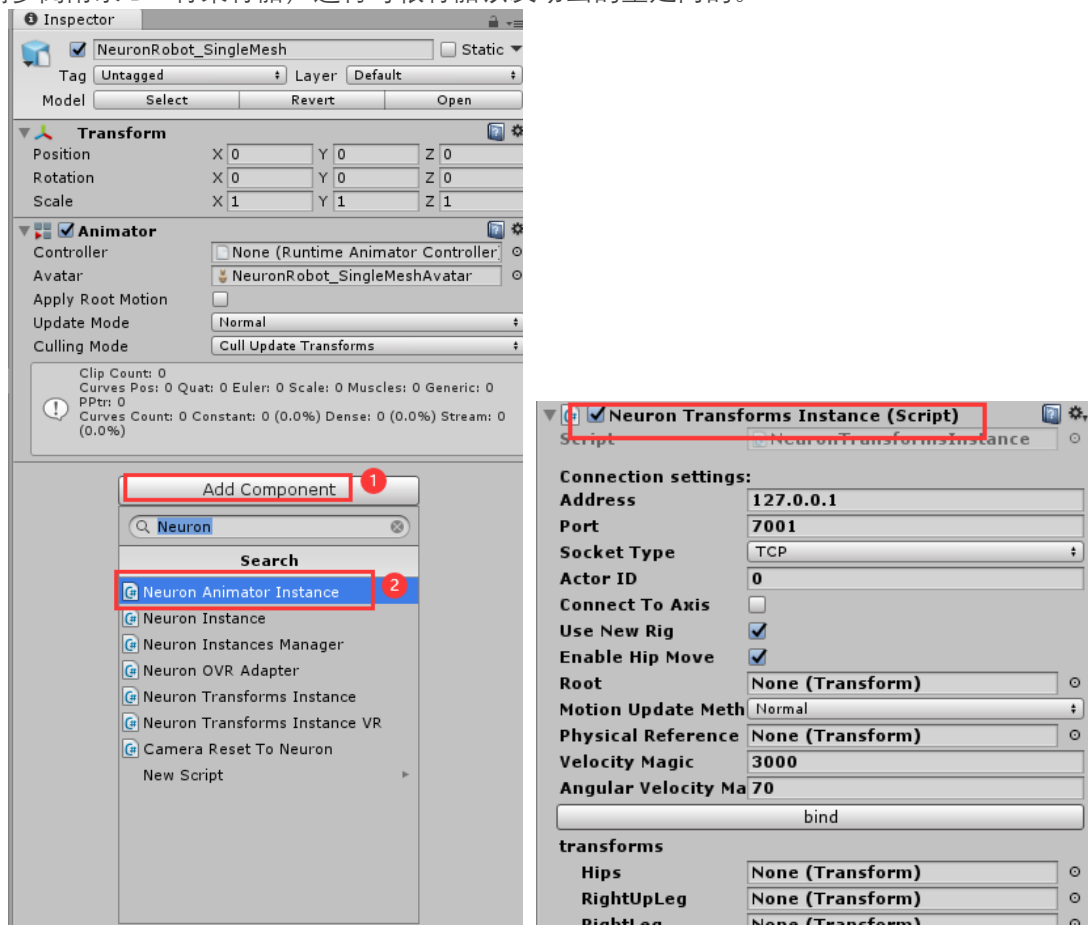 Inspector
NeuronRobot_SingleMesh Static
Tag Untagged Layer Default
Model Select Revert Open
Transform
Position X 0 Y 0 Z 0
Rotation X 0 Y 0 Z 0
Scale X 1 Y 1 Z 1
Animator
Controller None (Runtime Animator Controller)
Avatar NeuronRobot_SingleMeshAvatar
Apply Root Motion
Update Mode Normal
Culling Mode Cull Update Transforms
Clip Count: 0
Curves Pos: 0 Quat: 0 Euler: 0 Scale: 0 Muscles: 0 Generic: 0
PPtr: 0
Curves Count: 0 Constant: 0 (0.0%) Dense: 0 (0.0%) Stream: 0
(0.0%)
Add Component 1
Neuron
Search
Neuron Animator Instance 2
Neuron Instance
Neuron Instances Manager
Neuron OVR Adapter
Neuron Transforms Instance
Neuron Transforms Instance VR
Camera Reset To Neuron
New Script
Neuron Transforms Instance (Script)
Script NeuronTransformsInstance
Connection settings:
Address 127.0.0.1
Port 7001
Socket Type TCP
Actor ID 0
Connect To Axis
Use New Rig
Enable Hip Move
Root None (Transform)
Motion Update Meth Normal
Physical Reference None (Transform)
Velocity Magic 3000
Angular Velocity Ma 70
bind
transforms
Hips None (Transform)
RightUpLeg None (Transform)
RightLeg None (Transform)